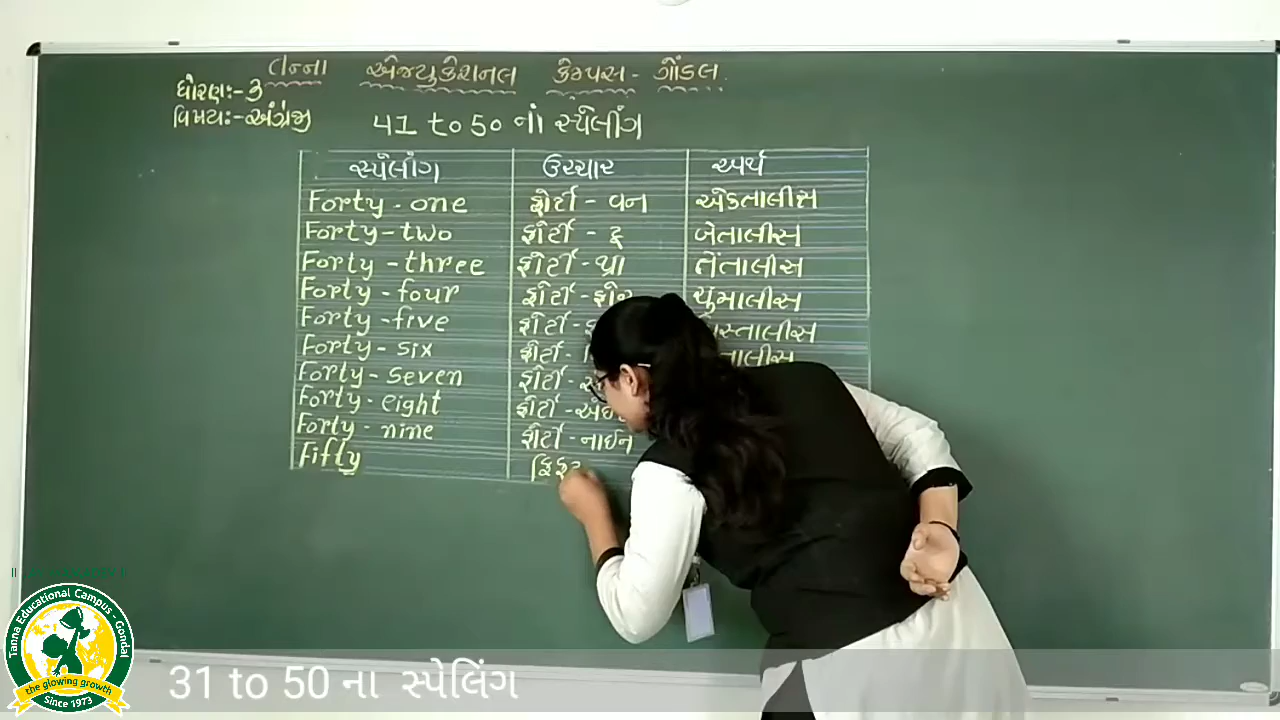 તન્ના એજ્યુકેશનલ કેમ્પસ - ગોંડલ.
ધોરણ:- 3
વિષય:- અંગ્રેજી
41 to 50 નાં સ્પેલીંગ
સ્પેલીંગ ઉચ્ચાર અર્થ
Forty - one ફોર્ટી - વન એકતાલીસ
Forty - two ફોર્ટી - ટૂ બેતાલીસ
Forty - three ફોર્ટી - થ્રી તેંતાલીસ
Forty - four ફોર્ટી - ચુમાલીસ
Forty - five ફોર્ટી -
Forty - six ફોર્ટી -
Forty - seven ફોર્ટી -
Forty - eight ફોર્ટી -
Forty - nine ફોર્ટી - નાઈન
Fifty
Tanna Educational Campus - Gondal
the glowing growth
Since 1973
31 to 50 ના સ્પેલિંગ